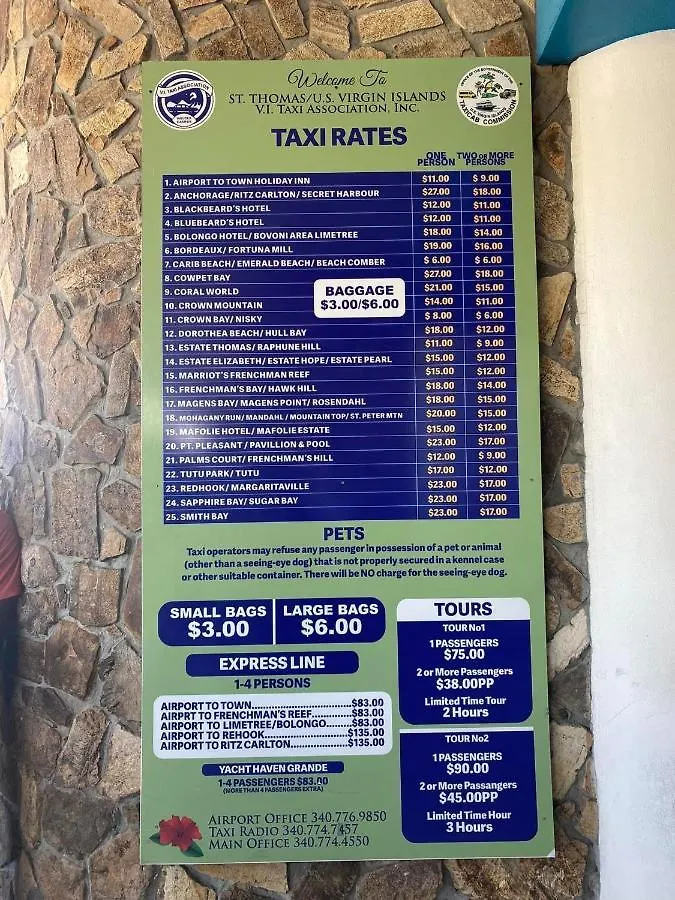 V.I. TAXI ASSOCIATION
Welcome To
ST. THOMAS/U.S. VIRGIN ISLANDS
V.I. TAXI ASSOCIATION, INC.
TAXICAB COMMISSION
TAXI RATES
ONE PERSON TWO OR MORE PERSONS
1. AIRPORT TO TOWN HOLIDAY INN $11.00 $ 9.00
2. ANCHORAGE/RITZ CARLTON/ SECRET HARBOUR $27.00 $18.00
3. BLACKBEARD'S HOTEL $12.00 $11.00
4. BLUEBEARD'S HOTEL $12.00 $11.00
5. BOLONGO HOTEL/ BOVONI AREA LIMETREE $18.00 $14.00
6. BORDEAUX/ FORTUNA MILL $19.00 $16.00
7. CARIB BEACH/ EMERALD BEACH/ BEACH COMBER $ 6.00 $ 6.00
8. COWPET BAY $27.00 $18.00
9. CORAL WORLD $21.00 $15.00
10. CROWN MOUNTAIN $14.00 $11.00
11. CROWN BAY/ NISKY $ 8.00 $ 6.00
BAGGAGE
$3.00/$6.00
12. DOROTHEA BEACH/ HULL BAY $18.00 $12.00
13. ESTATE THOMAS/ RAPHUNE HILL $11.00 $ 9.00
14. ESTATE ELIZABETH/ ESTATE HOPE/ ESTATE PEARL $15.00 $12.00
15. MARRIOT'S FRENCHMAN REEF $15.00 $12.00
16. FRENCHMAN'S BAY/ HAWK HILL $18.00 $14.00
17. MAGENS BAY/ MAGENS POINT/ ROSENDAHL $18.00 $15.00
18. MOHAGANY RUN/ MANDAHL/ MOUNTAIN TOP/ ST. PETER MTN $20.00 $15.00
19. MAFOLIE HOTEL/ MAFOLIE ESTATE $15.00 $12.00
20. PT. PLEASANT / PAVILLION & POOL $23.00 $17.00
21. PALMS COURT/ FRENCHMAN'S HILL $12.00 $ 9.00
22. TUTU PARK/ TUTU $17.00 $12.00
23. REDHOOK/ MARGARITAVILLE $23.00 $17.00
24. SAPPHIRE BAY/ SUGAR BAY $23.00 $17.00
25. SMITH BAY $23.00 $17.00
PETS
Taxi operators may refuse any passenger in possession of a pet or animal
(other than a seeing-eye dog) that is not properly secured in a kennel case
or other suitable container. There will be NO charge for the seeing-eye dog.
SMALL BAGS LARGE BAGS
$3.00 $6.00
EXPRESS LINE
1-4 PERSONS
AIRPORT TO TOWN...................$83.00
AIRPRT TO FRENCHMAN'S REEF............$83.00
AIRPORT TO LIMETREE/BOLONGO......$83.00
AIRPORT TO REHOOK...................$135.00
AIRPORT TO RITZ CARLTON.............$135.00
YACHT HAVEN GRANDE
1-4 PASSENGERS $83.00
(MORE THAN 4 PASSENGERS EXTRA)
TOURS
TOUR No1
1 PASSENGERS
$75.00
2 or More Passengers
$38.00PP
Limited Time Tour
2 Hours
TOUR No2
1 PASSENGERS
$90.00
2 or More Passangers
$45.00PP
Limited Time Hour
3 Hours
AIRPORT OFFICE 340.776.9850
TAXI RADIO 340.774.7457
MAIN OFFICE 340.774.4550